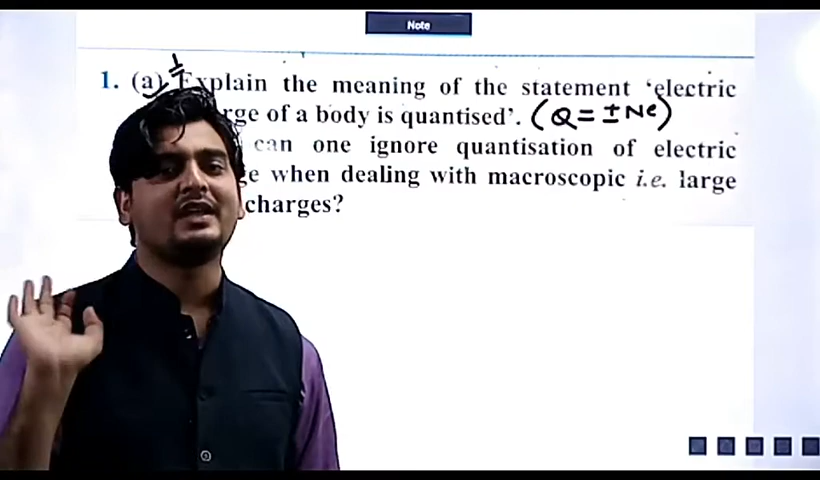 Note
1. (a) Explain the meaning of the statement ‘electric
rge of a body is quantised’. (Q=±Ne)
can one ignore quantisation of electric
ge when dealing with macroscopic i.e. large
charges?